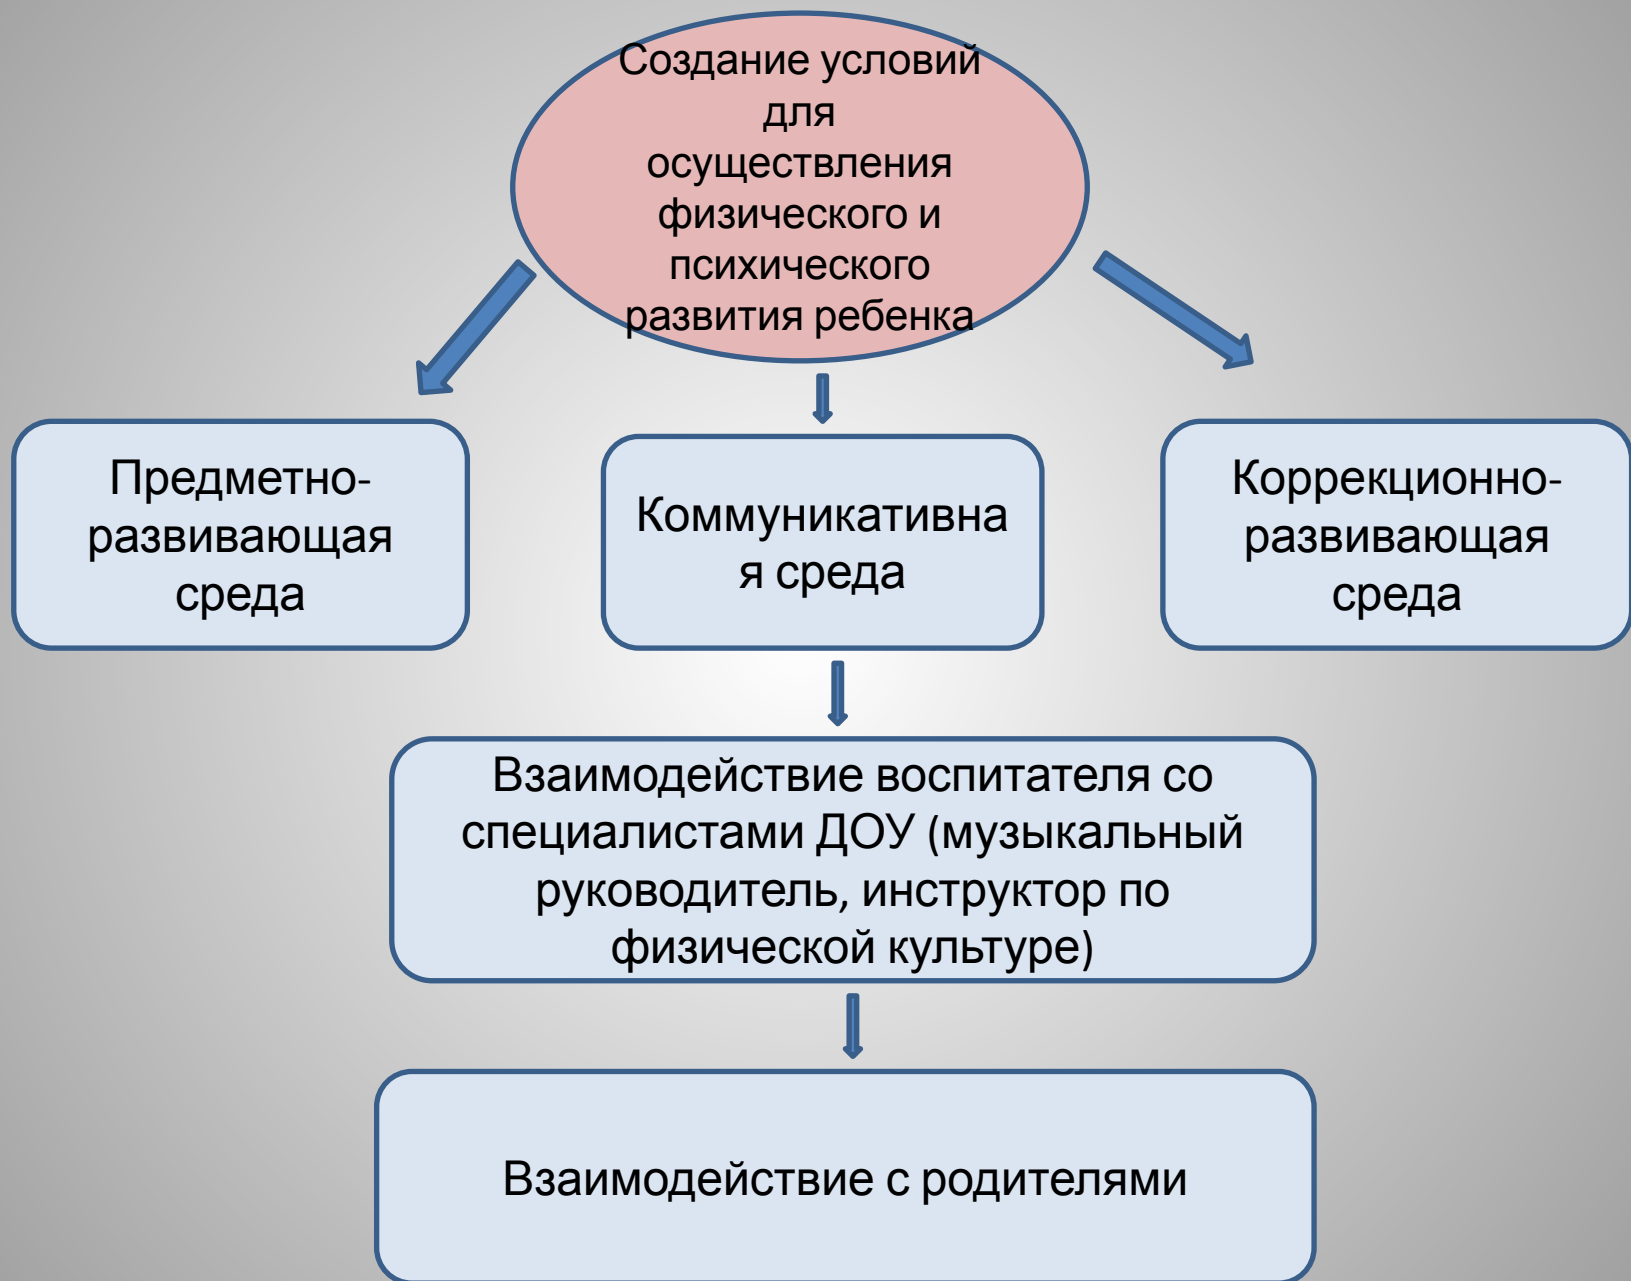 Создание условий
для
осуществления
физического и
психического
развития ребенка
Предметно-
развивающая
среда
Коммуникативна
я среда
Коррекционно-
развивающая
среда
Взаимодействие воспитателя со
специалистами ДОУ (музыкальный
руководитель, инструктор по
физической культуре)
Взаимодействие с родителями